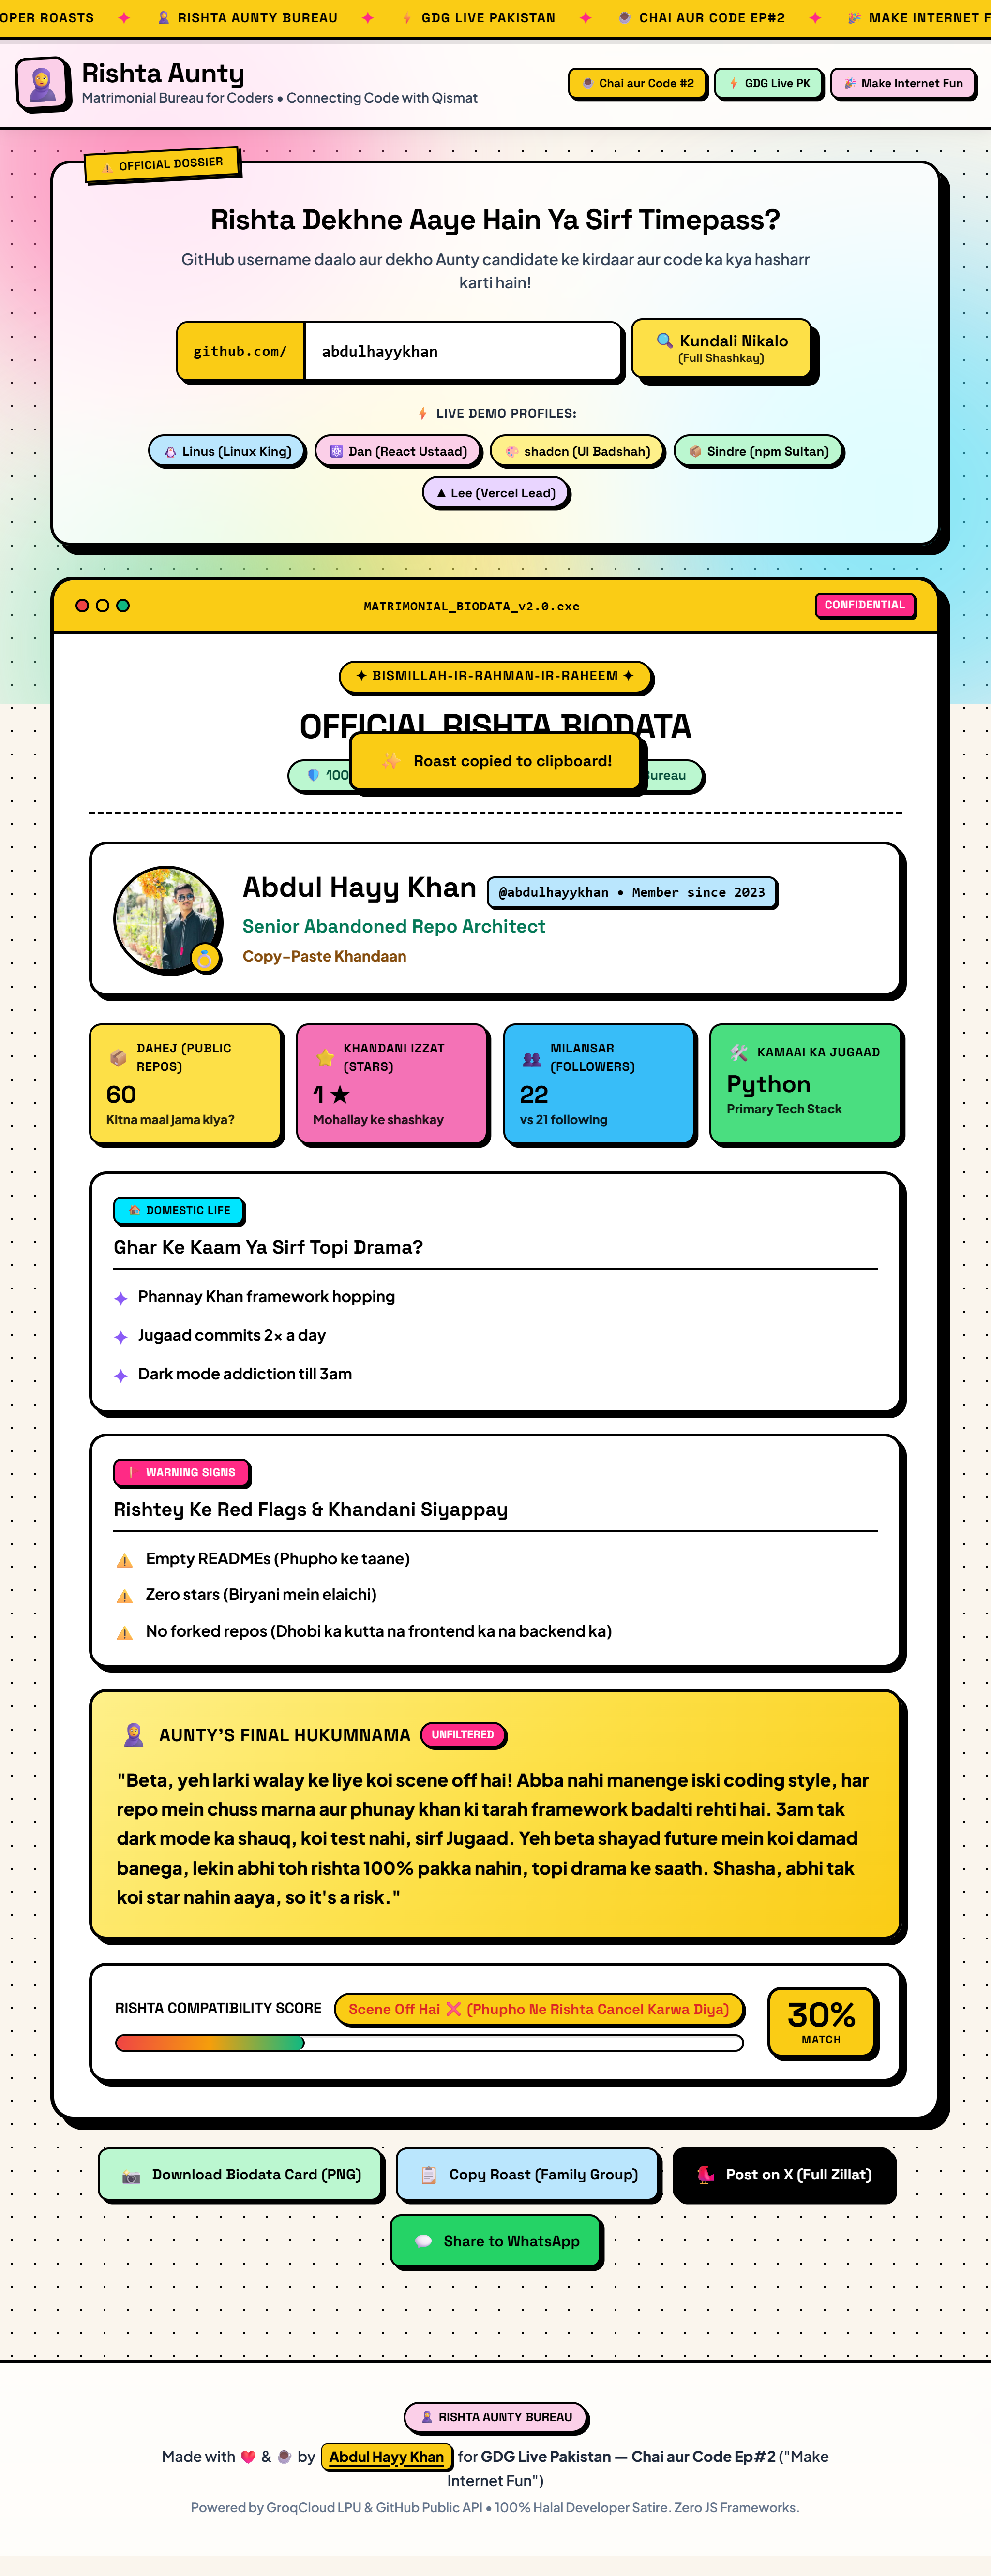 OPER ROASTS ✦ RISHTA AUNTY BUREAU ✦ GDG LIVE PAKISTAN ✦ CHAI AUR CODE EP#2 ✦ MAKE INTERNET F
Rishta Aunty
Matrimonial Bureau for Coders • Connecting Code with Qismat
Chai aur Code #2
GDG Live PK
Make Internet Fun
OFFICIAL DOSSIER
Rishta Dekhne Aaye Hain Ya Sirf Timepass?
GitHub username daalo aur dekho Aunty candidate ke kirdaar aur code ka kya hasharr
karti hain!
github.com/
abdulhayykhan
Kundali Nikalo
(Full Shashkay)
LIVE DEMO PROFILES:
Linus (Linux King)
Dan (React Ustaad)
shadcn (UI Badshah)
Sindre (npm Sultan)
▲ Lee (Vercel Lead)
MATRIMONIAL_BIODATA_v2.0.exe
CONFIDENTIAL
✦ BISMILLAH-IR-RAHMAN-IR-RAHEEM ✦
OFFICIAL RISHTA BIODATA
100
Roast copied to clipboard!
Bureau
Abdul Hayy Khan
@abdulhayykhan • Member since 2023
Senior Abandoned Repo Architect
Copy-Paste Khandaan
DAHEJ (PUBLIC
REPOS)
60
Kitna maal jama kiya?
KHANDANI IZZAT
(STARS)
1 ★
Mohallay ke shashkay
MILANSAR
(FOLLOWERS)
22
vs 21 following
KAMAAI KA JUGAAD
Python
Primary Tech Stack
DOMESTIC LIFE
Ghar Ke Kaam Ya Sirf Topi Drama?
✦ Phannay Khan framework hopping
✦ Jugaad commits 2× a day
✦ Dark mode addiction till 3am
WARNING SIGNS
Rishtey Ke Red Flags & Khandani Siyappay
Empty READMEs (Phupho ke taane)
Zero stars (Biryani mein elaichi)
No forked repos (Dhobi ka kutta na frontend ka na backend ka)
AUNTY'S FINAL HUKUMNAMA
UNFILTERED
"Beta, yeh larki walay ke liye koi scene off hai! Abba nahi manenge iski coding style, har
repo mein chuss marna aur phunay khan ki tarah framework badalti rehti hai. 3am tak
dark mode ka shauq, koi test nahi, sirf Jugaad. Yeh beta shayad future mein koi damad
banega, lekin abhi toh rishta 100% pakka nahin, topi drama ke saath. Shasha, abhi tak
koi star nahin aaya, so it's a risk."
RISHTA COMPATIBILITY SCORE
Scene Off Hai ❌ (Phupho Ne Rishta Cancel Karwa Diya)
30%
MATCH
Download Biodata Card (PNG)
Copy Roast (Family Group)
Post on X (Full Zillat)
Share to WhatsApp
RISHTA AUNTY BUREAU
Made with ❤️ & ☕ by Abdul Hayy Khan for GDG Live Pakistan — Chai aur Code Ep#2 ("Make
Internet Fun")
Powered by GroqCloud LPU & GitHub Public API • 100% Halal Developer Satire. Zero JS Frameworks.